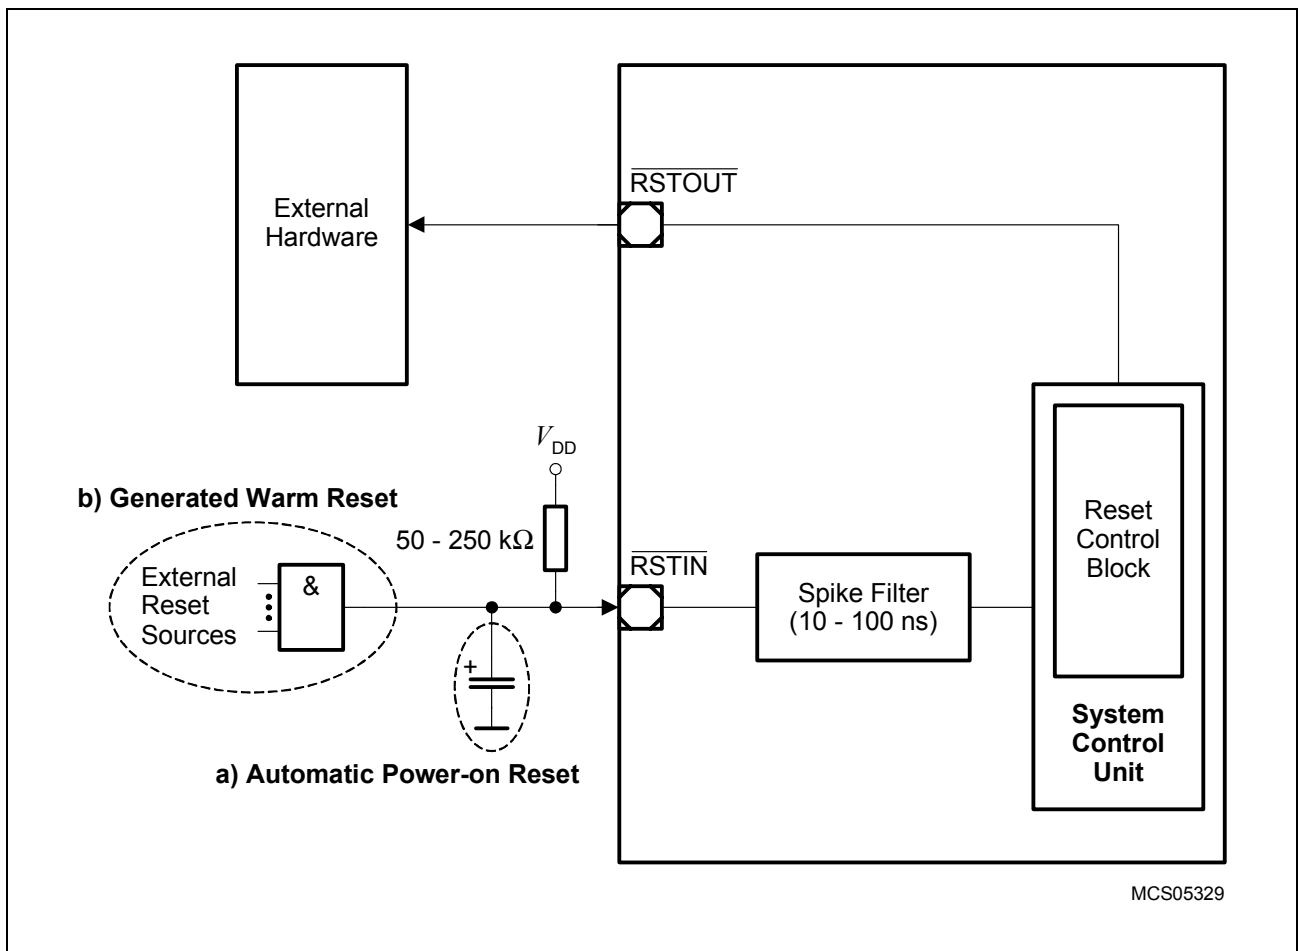 RSTOUT
External
Hardware
V_DD
b) Generated Warm Reset
50 - 250 kΩ
External
Reset
Sources
&
RSTIN
Spike Filter
(10 - 100 ns)
Reset
Control
Block
+
System
Control
Unit
a) Automatic Power-on Reset
MCS05329